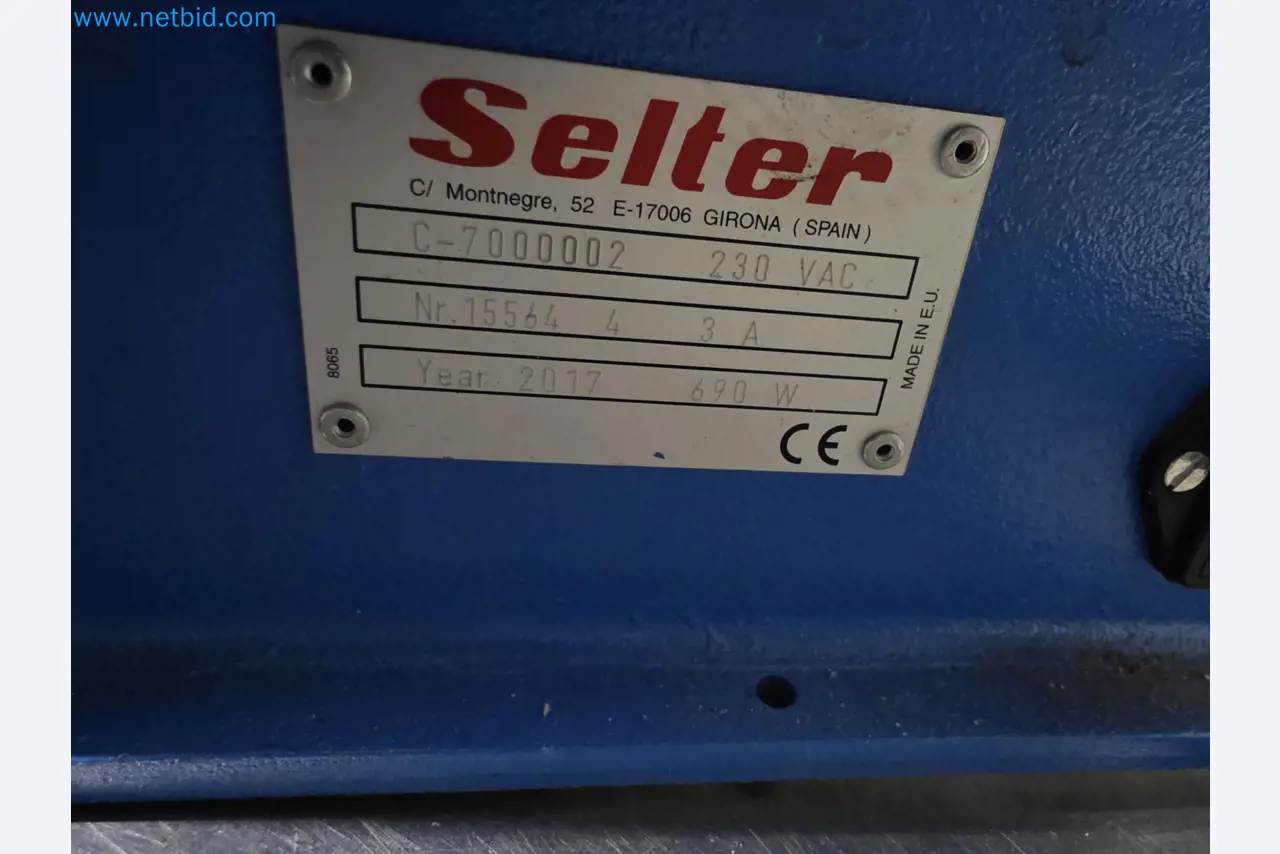 www.netbid.com
Selter
C/ Montnegre, 52 E-17006 GIRONA (SPAIN)
C-7000002 230 VAC
Nr.15564 4 3 A
Year. 2017 690 W
MADE IN E.U.
8065
CE